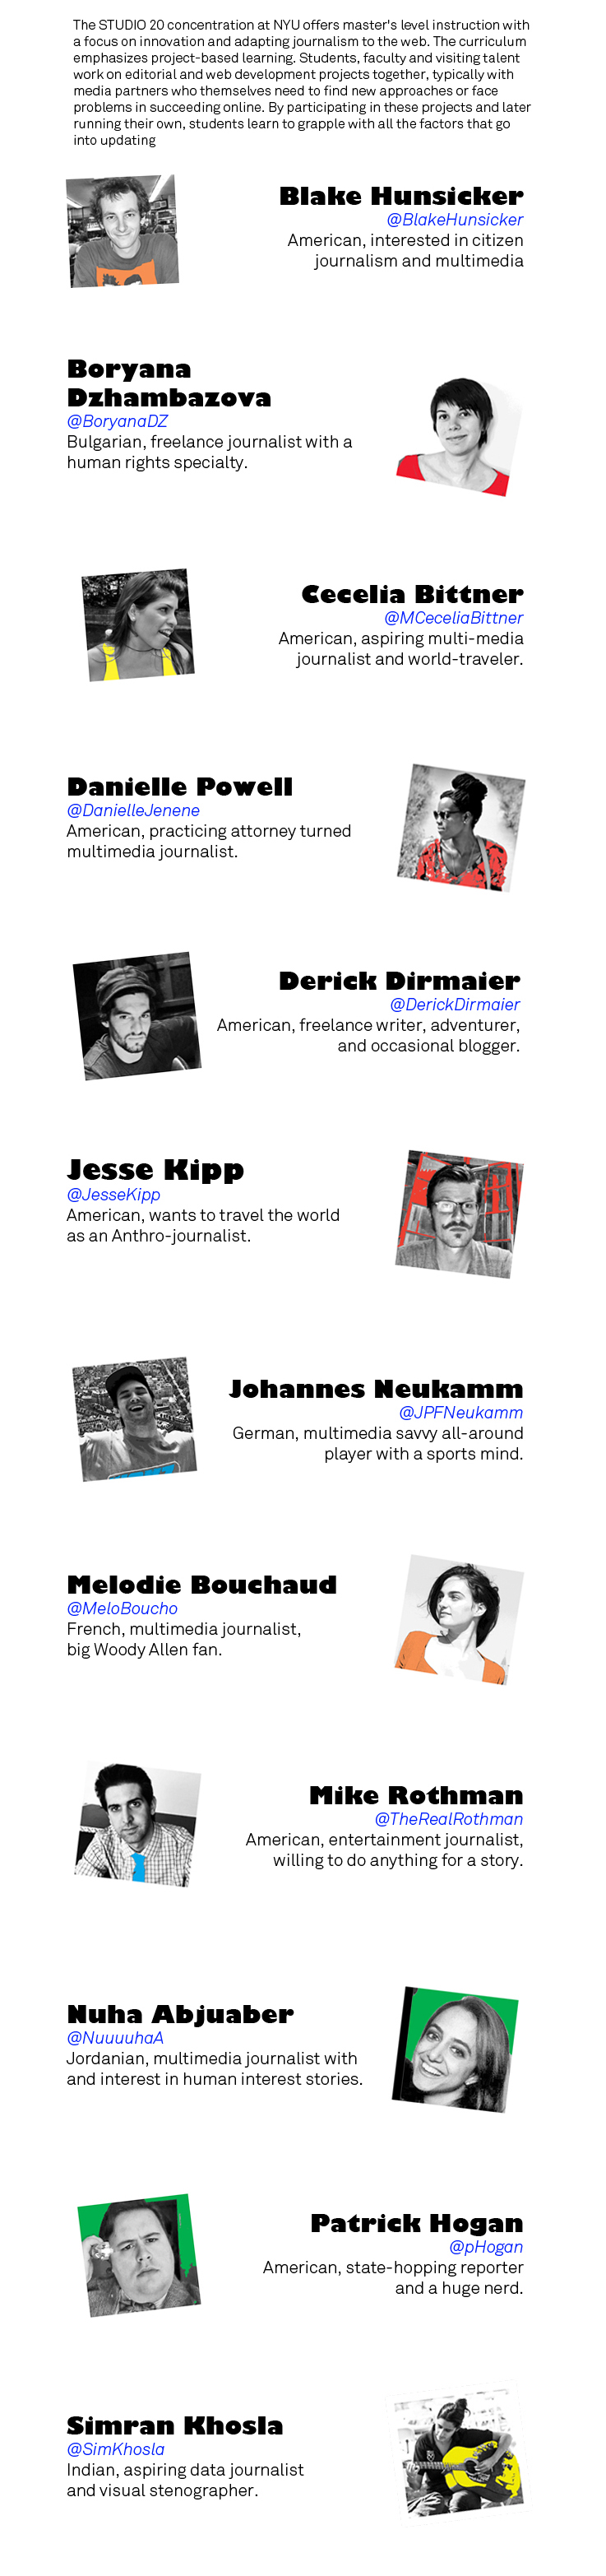 The STUDIO 20 concentration at NYU offers master's level instruction with
a focus on innovation and adapting journalism to the web. The curriculum
emphasizes project-based learning. Students, faculty and visiting talent
work on editorial and web development projects together, typically with
media partners who themselves need to find new approaches or face
problems in succeeding online. By participating in these projects and later
running their own, students learn to grapple with all the factors that go
into updating
Blake Hunsicker
@BlakeHunsicker
American, interested in citizen
journalism and multimedia
Boryana
Dzhambazova
@BoryanaDZ
Bulgarian, freelance journalist with a
human rights specialty.
Cecelia Bittner
@MCeceliaBittner
American, aspiring multi-media
journalist and world-traveler.
Danielle Powell
@DanielleJenene
American, practicing attorney turned
multimedia journalist.
Derick Dirmaier
@DerickDirmaier
American, freelance writer, adventurer,
and occasional blogger.
Jesse Kipp
@JesseKipp
American, wants to travel the world
as an Anthro-journalist.
Johannes Neukamm
@JPFNeukamm
German, multimedia savvy all-around
player with a sports mind.
Melodie Bouchaud
@MeloBoucho
French, multimedia journalist,
big Woody Allen fan.
Mike Rothman
@TheRealRothman
American, entertainment journalist,
willing to do anything for a story.
Nuha Abjuaber
@NuuuuhaA
Jordanian, multimedia journalist with
and interest in human interest stories.
Patrick Hogan
@pHogan
American, state-hopping reporter
and a huge nerd.
Simran Khosla
@SimKhosla
Indian, aspiring data journalist
and visual stenographer.